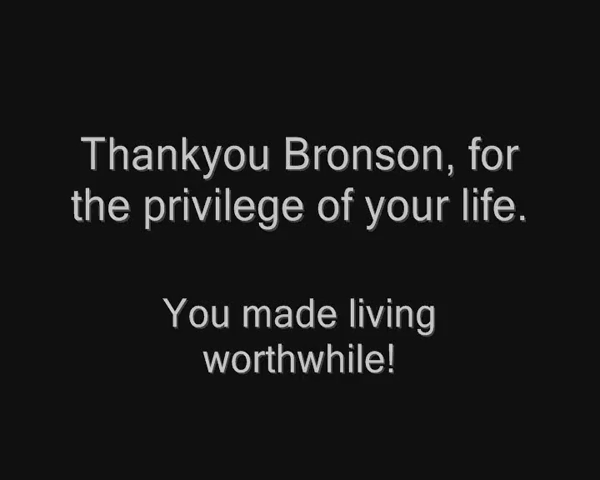 Thankyou Bronson, for
the privilege of your life.
You made living
worthwhile!